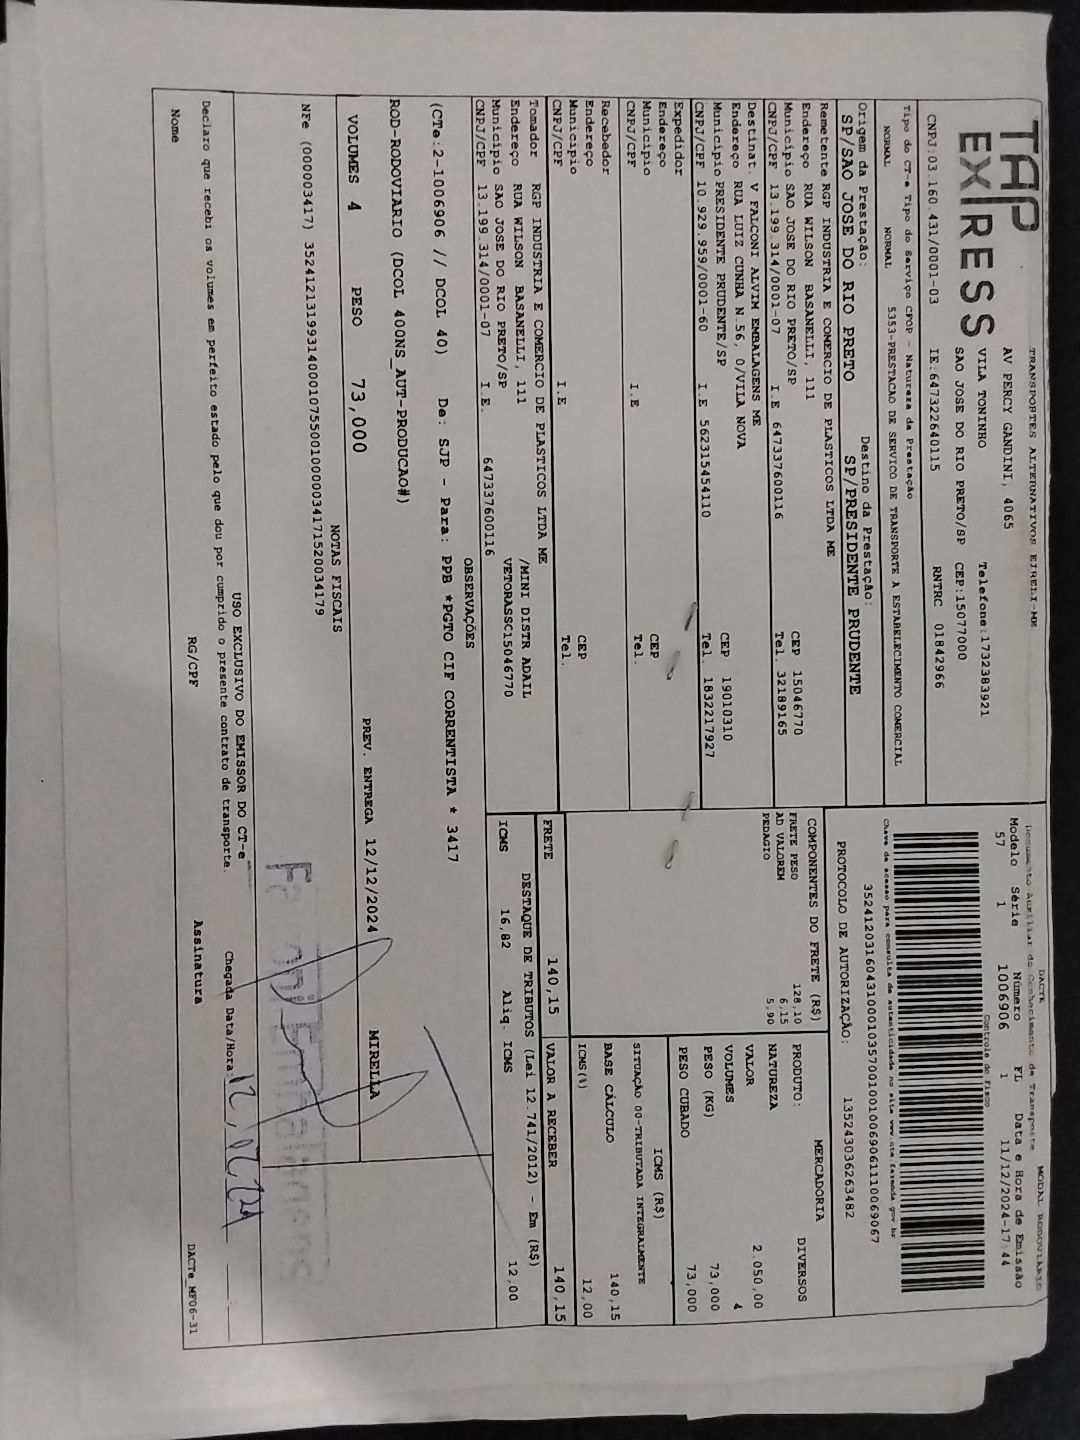 TAP
EXPRESS
TRANSPORTES ALTERNATIVOS EIRELI-ME
AV PERCY GANDINI, 4065
VILA TONINHO Telefone:1732383921
SAO JOSE DO RIO PRETO/SP CEP:15077000
CNPJ:03.160.431/0001-03 IE:647322640115 RNTRC 01842966
DACTE MODAL RODOVIÁRIO
Documento Auxiliar do Conhecimento de Transporte
Modelo Série Número FL Data e Hora de Emissão
57 1 1006906 1 11/12/2024-17:44
Controle do Fisco
Chave de acesso para consulta de autenticidade no site www.cte.fazenda.gov.br
PROTOCOLO DE AUTORIZAÇÃO: 135243036263482
Tipo do CT-e Tipo do Serviço CFOP - Natureza da Prestação
NORMAL NORMAL 5353-PRESTACAO DE SERVICO DE TRANSPORTE A ESTABELECIMENTO COMERCIAL
Origem da Prestação: Destino da Prestação:
SP/SAO JOSE DO RIO PRETO SP/PRESIDENTE PRUDENTE
Remetente RGP INDUSTRIA E COMERCIO DE PLASTICOS LTDA ME
Endereço RUA WILSON BASANELLI, 111 CEP 15046770
Município SAO JOSE DO RIO PRETO/SP Tel. 32189165
CNPJ/CPF 13.199.314/0001-07 I.E 647337600116
Destinat. V FALCONI ALVIM EMBALAGENS ME
Endereço RUA LUIZ CUNHA N.56, 0/VILA NOVA CEP 19010310
Município PRESIDENTE PRUDENTE/SP Tel. 1832217927
CNPJ/CPF 10.929.959/0001-60 I.E 562315454110
Expedidor
Endereço CEP
Município Tel.
CNPJ/CPF I.E
Recebedor
Endereço CEP
Município Tel.
CNPJ/CPF I.E
Tomador RGP INDUSTRIA E COMERCIO DE PLASTICOS LTDA ME
Endereço RUA WILSON BASANELLI, 111 /MINI DISTR ADAIL
Município SAO JOSE DO RIO PRETO/SP VETORASSC15046770
CNPJ/CPF 13.199.314/0001-07 I.E. 647337600116
COMPONENTES DO FRETE (R$)
FRETE PESO 128,10
AD VALOREM 6,15
PEDAGIO 5,90
MERCADORIA
PRODUTO: DIVERSOS
NATUREZA
VALOR 2.050,00
VOLUMES 4
PESO (KG) 73,000
PESO CUBADO 73,000
ICMS (R$)
SITUAÇÃO 00-TRIBUTADA INTEGRALMENTE
BASE CÁLCULO 140,15
ICMS(%) 12,00
FRETE 140,15 VALOR A RECEBER 140,15
DESTAQUE DE TRIBUTOS (Lei 12.741/2012) - Em (R$)
ICMS 16,82 Aliq. ICMS 12,00
OBSERVAÇÕES
(CTe:2-1006906 // DCOL 40) De: SJP - Para: PPB *PGTO CIF CORRENTISTA * 3417
ROD-RODOVIARIO (DCOL 400NS_AUT-PRODUCAO#)
VOLUMES 4 PESO 73,000 PREV. ENTREGA 12/12/2024 MIRELLA
NOTAS FISCAIS
NFe (000003417) 35241213199314000107550010000034171520034179
USO EXCLUSIVO DO EMISSOR DO CT-e
Declaro que recebi os volumes em perfeito estado pelo que dou por cumprido o presente contrato de transporte. Chegada Data/Hora:
Nome RG/CPF Assinatura DACTe_MF06-31